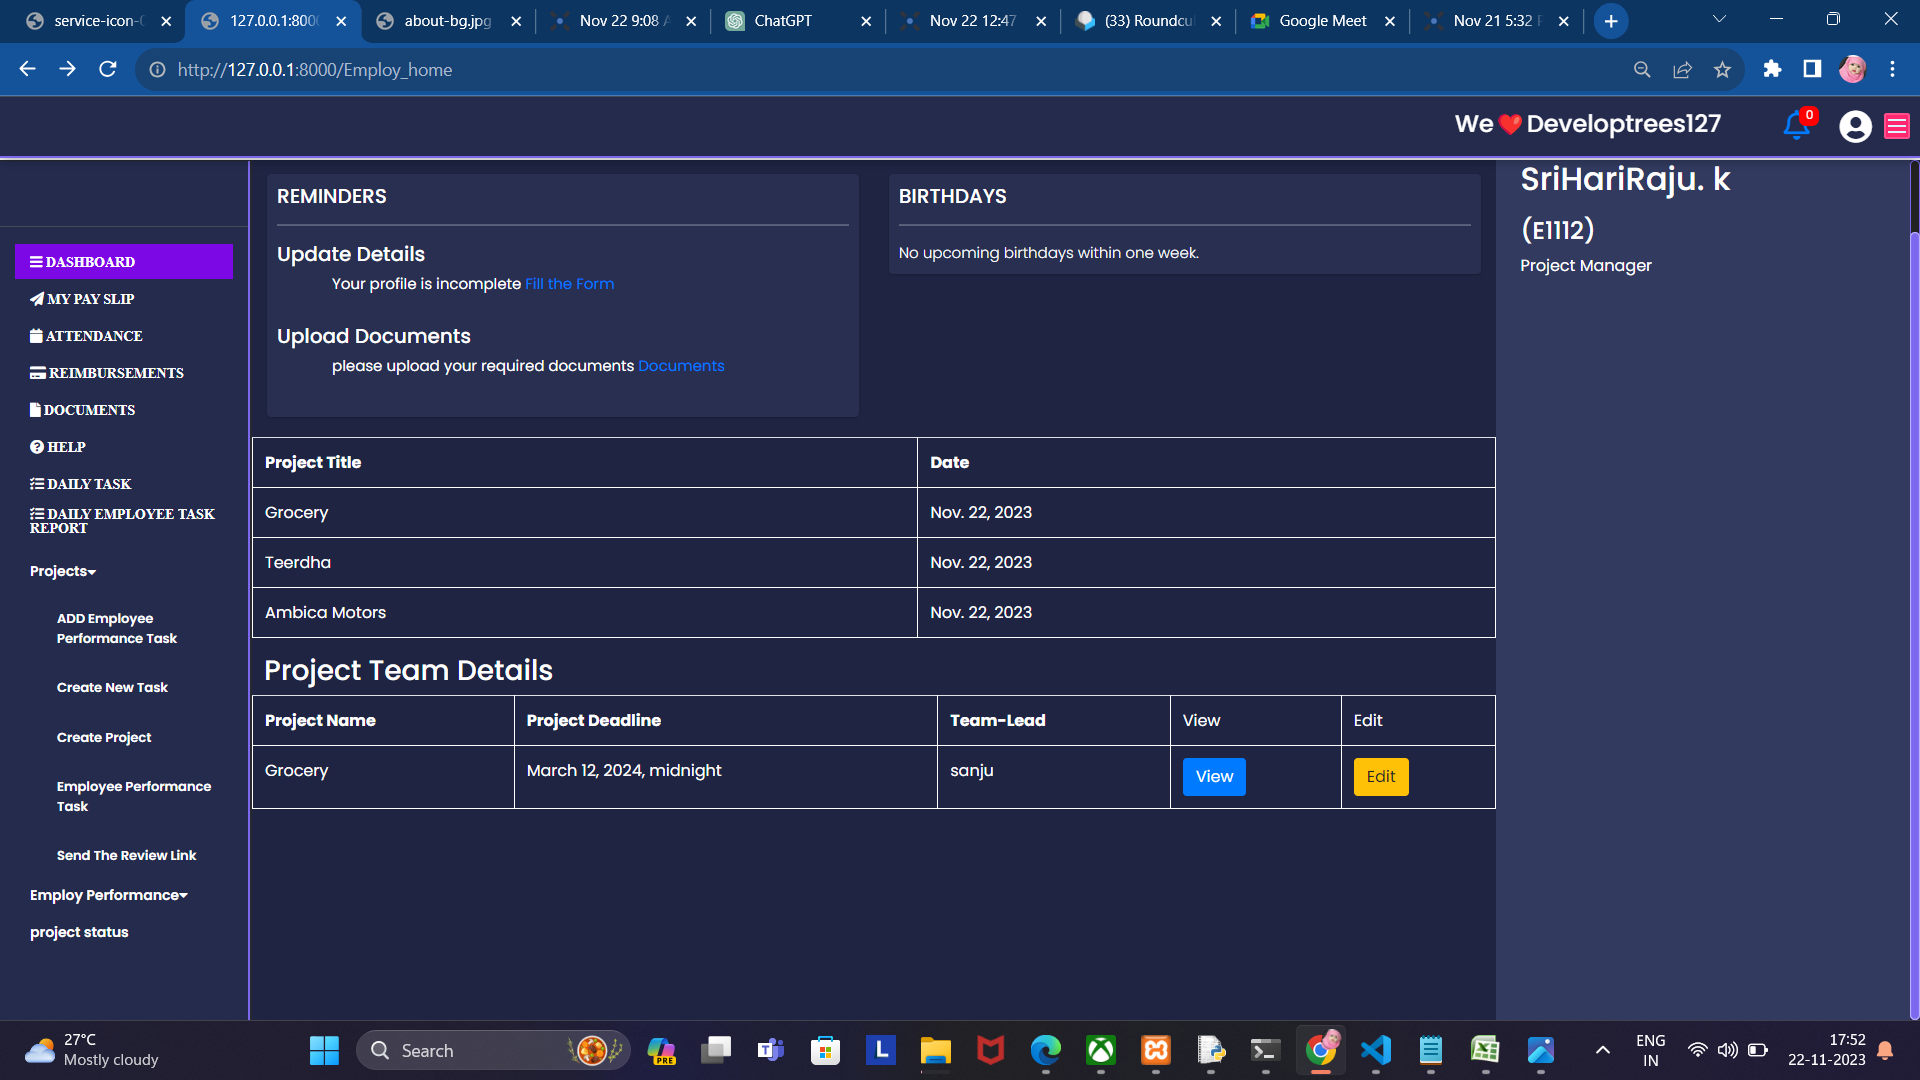 service-icon-0
127.0.0.1:8000
about-bg.jpg
Nov 22 9:08 A
ChatGPT
Nov 22 12:47
(33) Roundcu
Google Meet
Nov 21 5:32 P
http://127.0.0.1:8000/Employ_home
We ❤️ Developtrees127
0
DASHBOARD
MY PAY SLIP
ATTENDANCE
REIMBURSEMENTS
DOCUMENTS
HELP
DAILY TASK
DAILY EMPLOYEE TASK
REPORT
Projects
ADD Employee
Performance Task
Create New Task
Create Project
Employee Performance
Task
Send The Review Link
Employ Performance
project status
REMINDERS
Update Details
Your profile is incomplete Fill the Form
Upload Documents
please upload your required documents Documents
BIRTHDAYS
No upcoming birthdays within one week.
SriHariRaju. k
(E1112)
Project Manager
Project Title Date
Grocery Nov. 22, 2023
Teerdha Nov. 22, 2023
Ambica Motors Nov. 22, 2023
Project Team Details
Project Name Project Deadline Team-Lead View Edit
Grocery March 12, 2024, midnight sanju View Edit
27°C
Mostly cloudy
Search
PRE
L
ENG
IN
17:52
22-11-2023